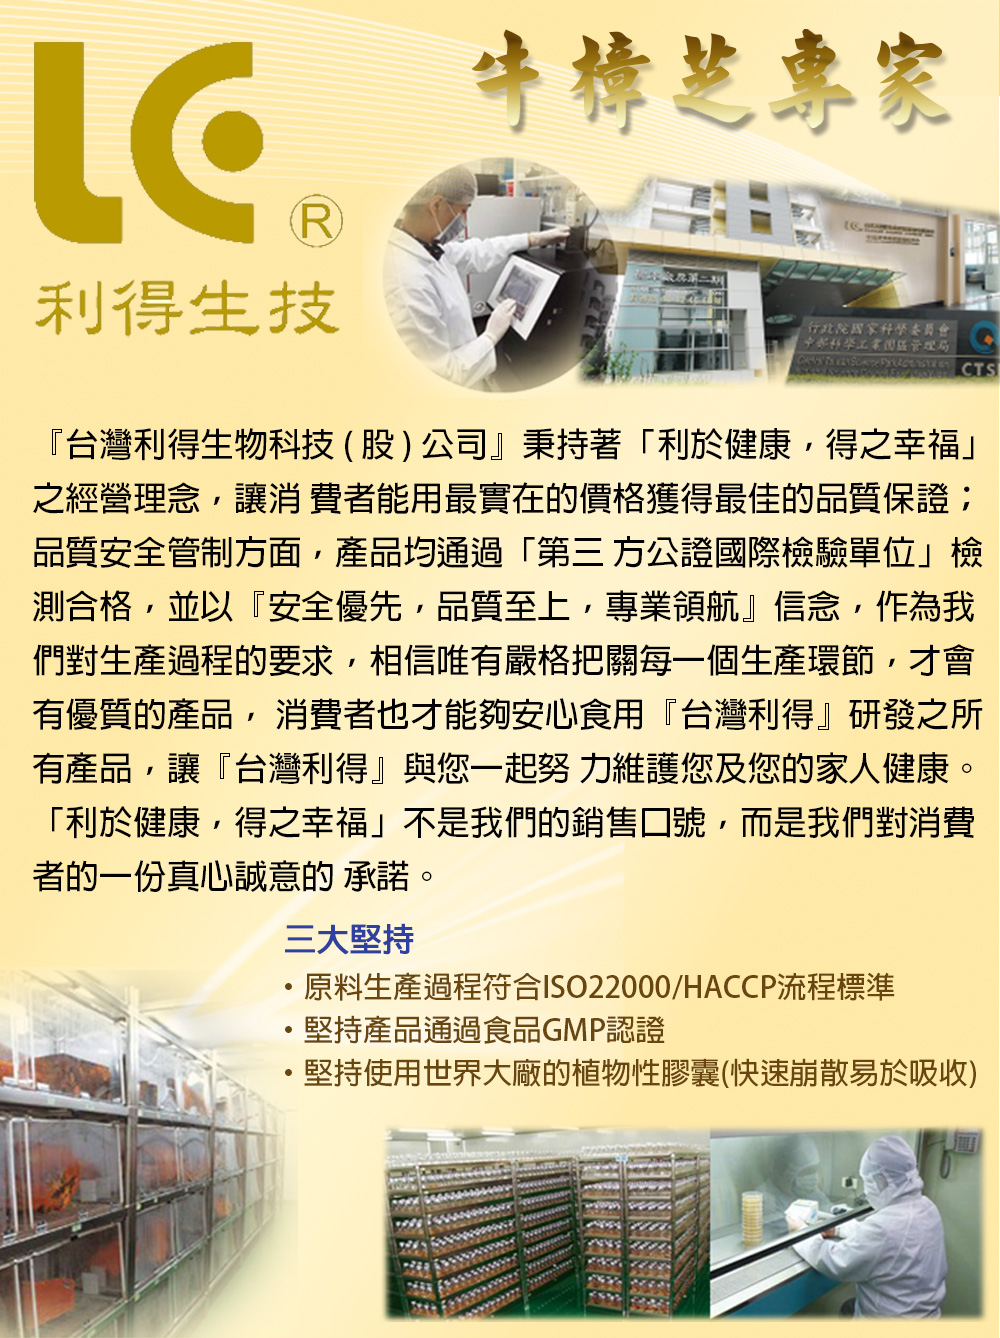 牛樟芝專家
LC
®
利得生技
行政院國家科學委員會
中部科學工業園區管理局
CTS
『台灣利得生物科技(股)公司』秉持著「利於健康，得之幸福」
之經營理念，讓消 費者能用最實在的價格獲得最佳的品質保證；
品質安全管制方面，產品均通過「第三 方公證國際檢驗單位」檢
測合格，並以『安全優先，品質至上，專業領航』信念，作為我
們對生產過程的要求，相信唯有嚴格把關每一個生產環節，才會
有優質的產品， 消費者也才能夠安心食用『台灣利得』研發之所
有產品，讓『台灣利得』與您一起努 力維護您及您的家人健康。
「利於健康，得之幸福」不是我們的銷售口號，而是我們對消費
者的一份真心誠意的 承諾。
三大堅持
・原料生產過程符合ISO22000/HACCP流程標準
・堅持產品通過食品GMP認證
・堅持使用世界大廠的植物性膠囊(快速崩散易於吸收)